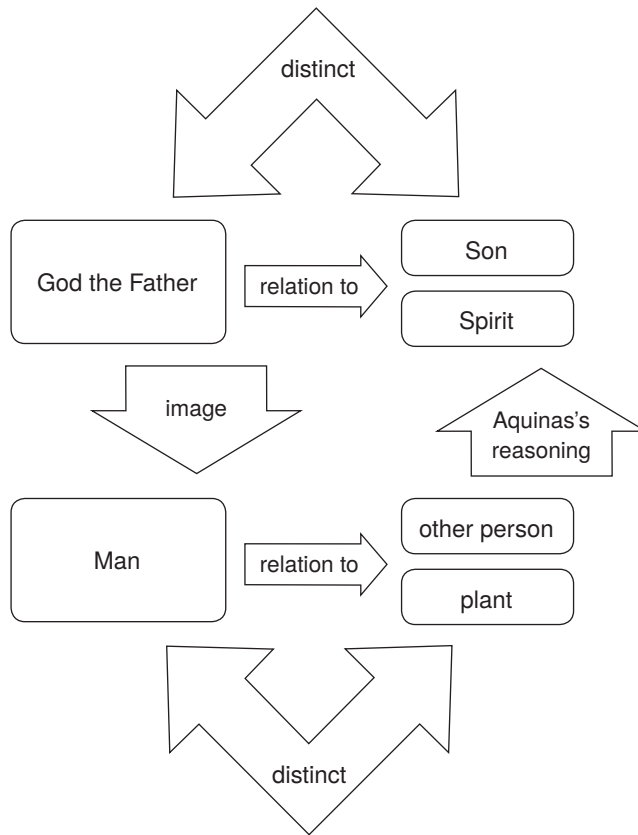 distinct
God the Father
relation to
Son
Spirit
image
Aquinas's
reasoning
Man
relation to
other person
plant
distinct